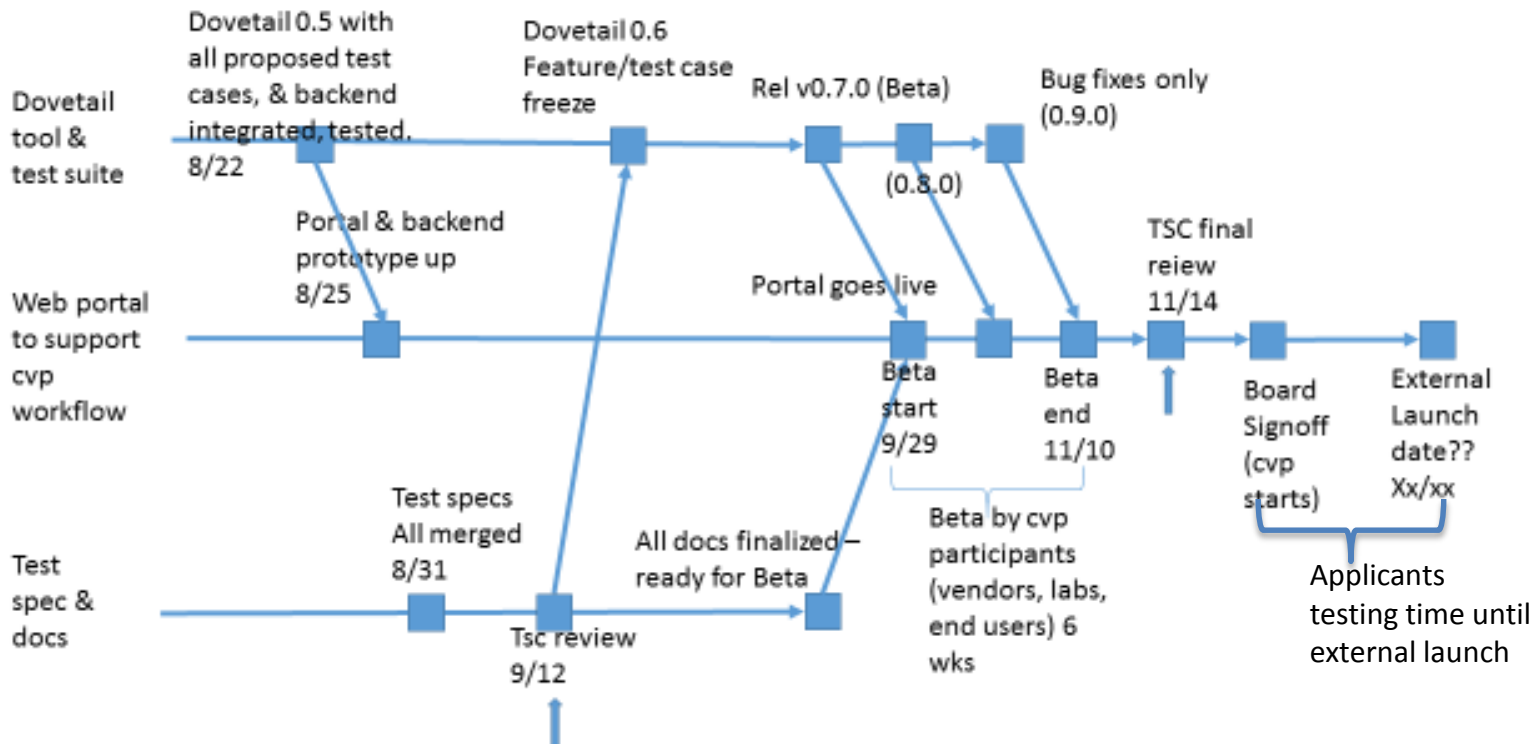 Dovetail 0.5 with
all proposed test
cases, & backend
integrated, tested.
8/22
Dovetail 0.6
Feature/test case
freeze
Rel v0.7.0 (Beta)
Bug fixes only
(0.9.0)
Dovetail
tool &
test suite
(0.8.0)
Portal & backend
prototype up
8/25
Portal goes live
TSC final
reiew
11/14
Web portal
to support
cvp
workflow
Beta
start
9/29
Beta
end
11/10
Board
Signoff
(cvp
starts)
External
Launch
date??
Xx/xx
Test specs
All merged
8/31
All docs finalized –
ready for Beta
Beta by cvp
participants
(vendors, labs,
end users) 6
wks
Applicants
testing time until
external launch
Test
spec &
docs
Tsc review
9/12